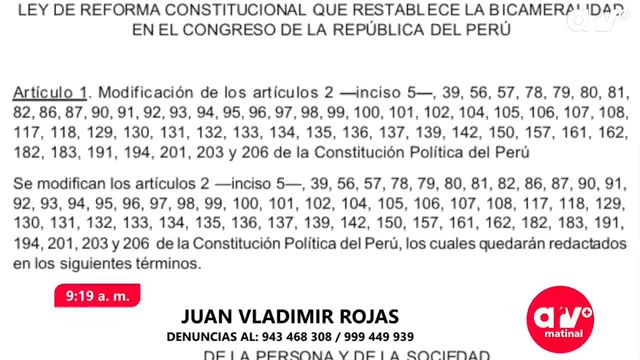 LEY DE REFORMA CONSTITUCIONAL QUE RESTABLECE LA BICAMERALIDAD
EN EL CONGRESO DE LA REPÚBLICA DEL PERÚ
Artículo 1. Modificación de los artículos 2 —inciso 5—, 39, 56, 57, 78, 79, 80, 81,
82, 86, 87, 90, 91, 92, 93, 94, 95, 96, 97, 98, 99, 100, 101, 102, 104, 105, 106, 107, 108,
117, 118, 129, 130, 131, 132, 133, 134, 135, 136, 137, 139, 142, 150, 157, 161, 162,
182, 183, 191, 194, 201, 203 y 206 de la Constitución Política del Perú
Se modifican los artículos 2 —inciso 5—, 39, 56, 57, 78, 79, 80, 81, 82, 86, 87, 90, 91,
92, 93, 94, 95, 96, 97, 98, 99, 100, 101, 102, 104, 105, 106, 107, 108, 117, 118, 129,
130, 131, 132, 133, 134, 135, 136, 137, 139, 142, 150, 157, 161, 162, 182, 183, 191,
194, 201, 203 y 206 de la Constitución Política del Perú, los cuales quedarán redactados
en los siguientes términos.
9:19 a. m.
JUAN VLADIMIR ROJAS
DENUNCIAS AL: 943 468 308 / 999 449 939
matinal
DE LA PERSONA Y DE LA SOCIEDAD